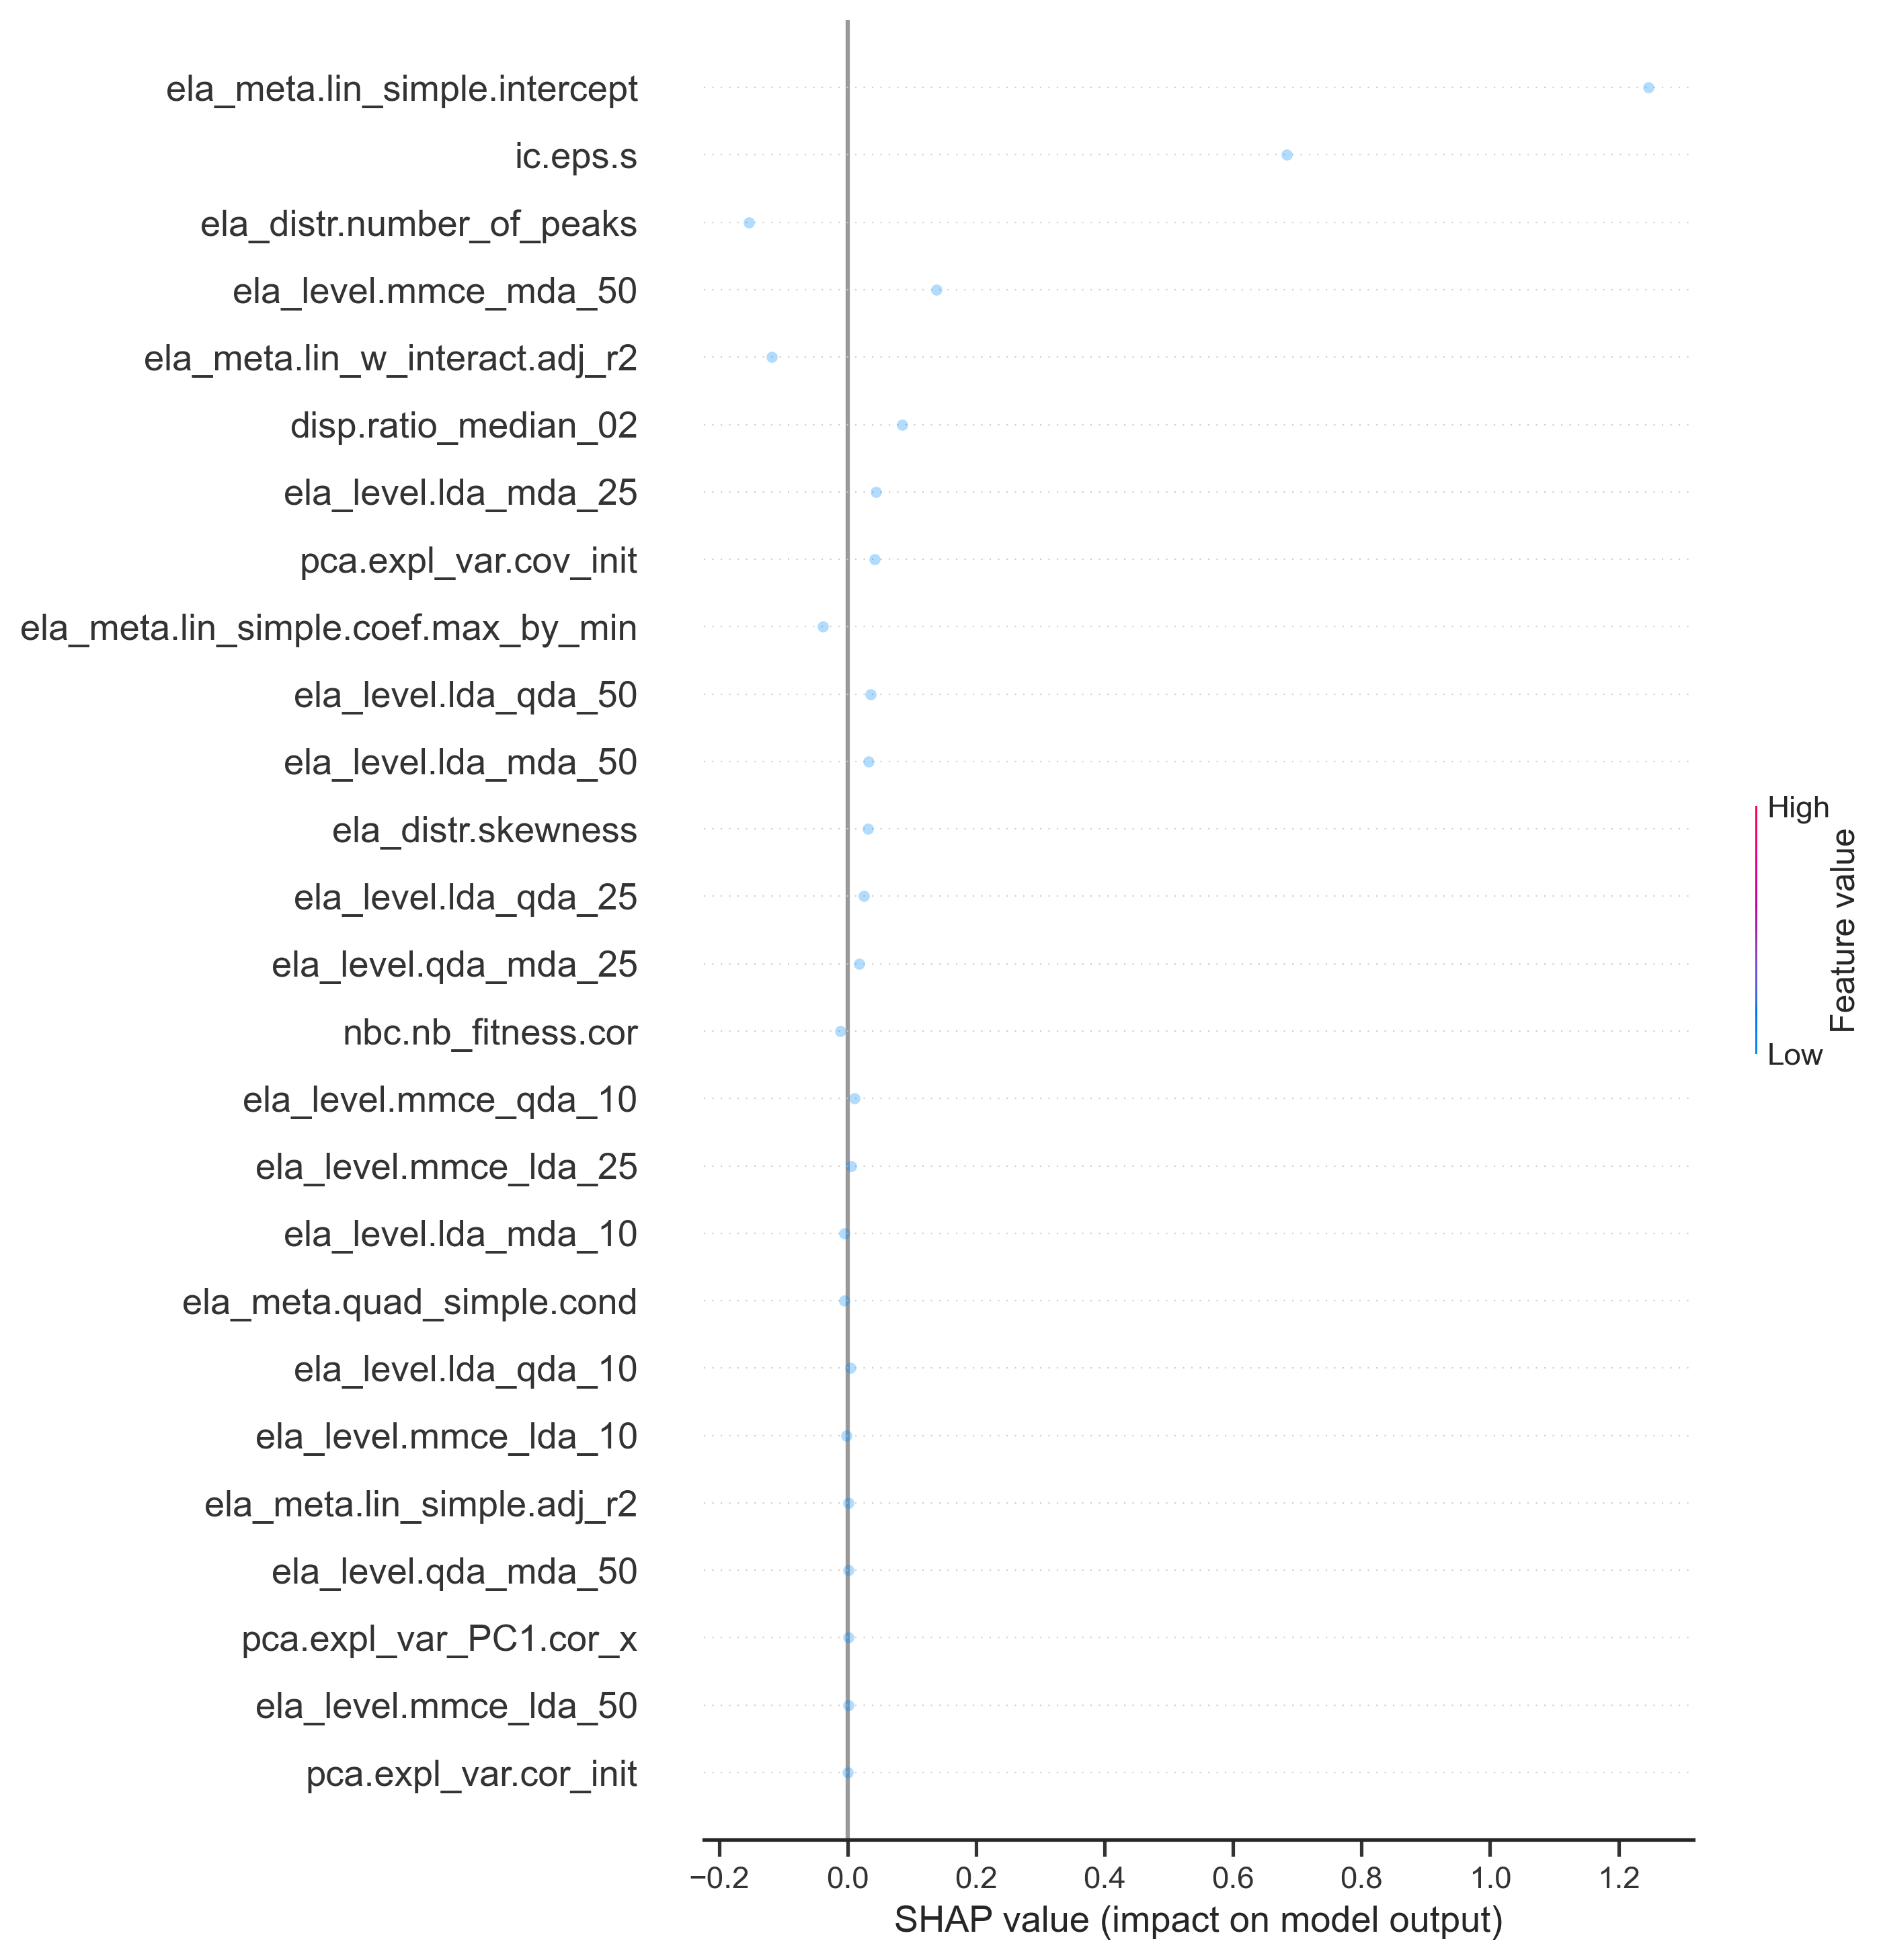 ela_meta.lin_simple.intercept
ic.eps.s
ela_distr.number_of_peaks
ela_level.mmce_mda_50
ela_meta.lin_w_interact.adj_r2
disp.ratio_median_02
ela_level.lda_mda_25
pca.expl_var.cov_init
ela_meta.lin_simple.coef.max_by_min
ela_level.lda_qda_50
ela_level.lda_mda_50
ela_distr.skewness
ela_level.lda_qda_25
ela_level.qda_mda_25
nbc.nb_fitness.cor
ela_level.mmce_qda_10
ela_level.mmce_lda_25
ela_level.lda_mda_10
ela_meta.quad_simple.cond
ela_level.lda_qda_10
ela_level.mmce_lda_10
ela_meta.lin_simple.adj_r2
ela_level.qda_mda_50
pca.expl_var_PC1.cor_x
ela_level.mmce_lda_50
pca.expl_var.cor_init
−0.2 0.0 0.2 0.4 0.6 0.8 1.0 1.2
SHAP value (impact on model output)
High
Feature value
Low